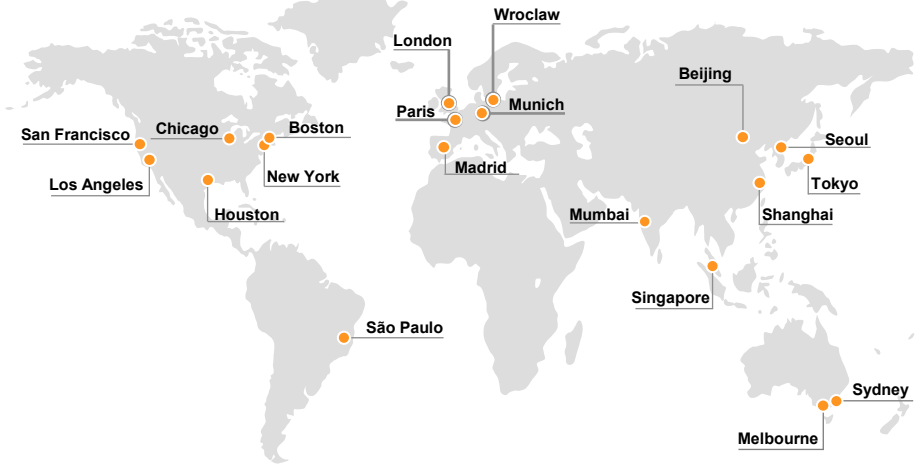 Wroclaw
London
Beijing
Paris
Munich
San Francisco
Chicago
Boston
Seoul
Madrid
Los Angeles
New York
Tokyo
Houston
Mumbai
Shanghai
Singapore
São Paulo
Sydney
Melbourne